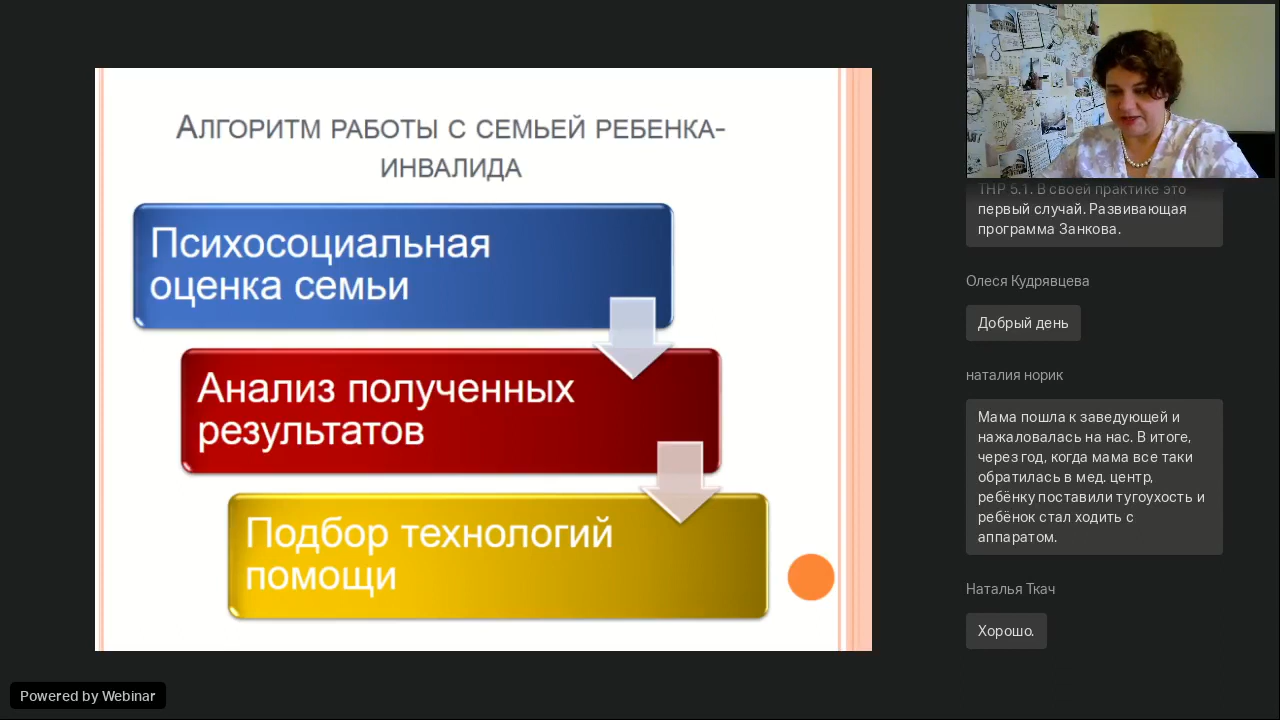 Алгоритм работы с семьей ребенка-
инвалида
Психосоциальная
оценка семьи
Анализ полученных
результатов
Подбор технологий
помощи
ТНР 5.1. В своей практике это
первый случай. Развивающая
программа Занкова.
Олеся Кудрявцева
Добрый день
наталия норик
Мама пошла к заведующей и
нажаловалась на нас. В итоге,
через год, когда мама все таки
обратилась в мед. центр,
ребёнку поставили тугоухость и
ребёнок стал ходить с
аппаратом.
Наталья Ткач
Хорошо.
Powered by Webinar